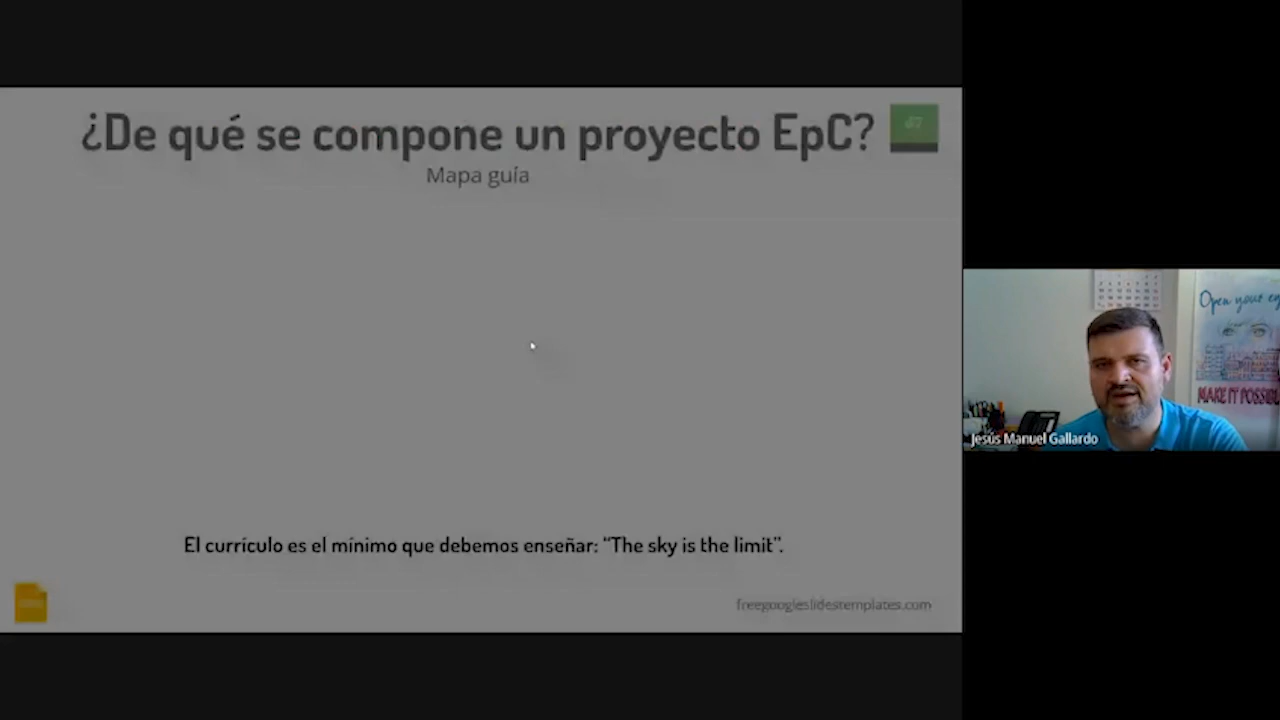 ¿De qué se compone un proyecto EpC?
Mapa guía
El currículo es el mínimo que debemos enseñar: “The sky is the limit”.
freegoogleslidestemplates.com
Open your
MAKE IT
Jesús Manuel Gallardo